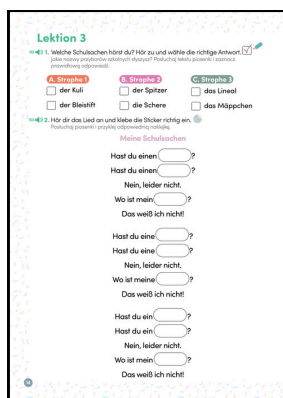 Lektion 3
1. Welche Schulsachen hörst du? Hör zu und wähle die richtige Antwort.
Jakie nazwy przyborów szkolnych słyszysz? Posłuchaj tekstu piosenki i zaznacz
prawidłową odpowiedź.
A. Strophe 1
B. Strophe 2
C. Strophe 3
der Kuli
der Spitzer
das Lineal
der Bleistift
die Schere
das Mäppchen
2. Hör dir das Lied an und klebe die Sticker richtig ein.
Posłuchaj piosenki i przyklej odpowiednią naklejkę.
Meine Schulsachen
Hast du einen ?
Hast du einen ?
Nein, leider nicht.
Wo ist mein ?
Das weiß ich nicht!
Hast du eine ?
Hast du eine ?
Nein, leider nicht.
Wo ist meine ?
Das weiß ich nicht!
Hast du ein ?
Hast du ein ?
Nein, leider nicht.
Wo ist mein ?
Das weiß ich nicht!